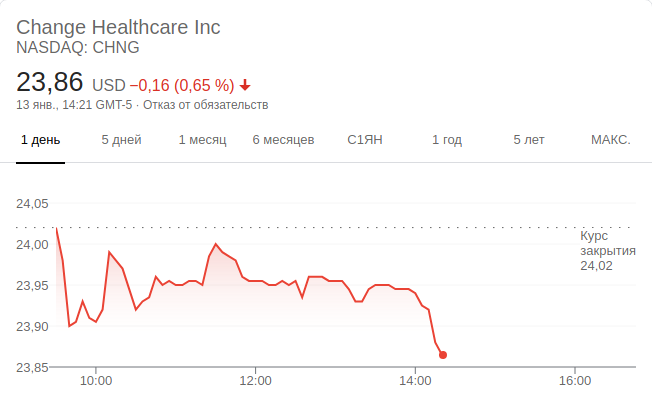 Change Healthcare Inc
NASDAQ: CHNG
23,86 USD −0,16 (0,65 %)
13 янв., 14:21 GMT-5 · Отказ от обязательств
1 день 5 дней 1 месяц 6 месяцев С1ЯН 1 год 5 лет МАКС.
24,05
24,00
23,95
23,90
23,85
Курс
закрытия
24,02
10:00 12:00 14:00 16:00